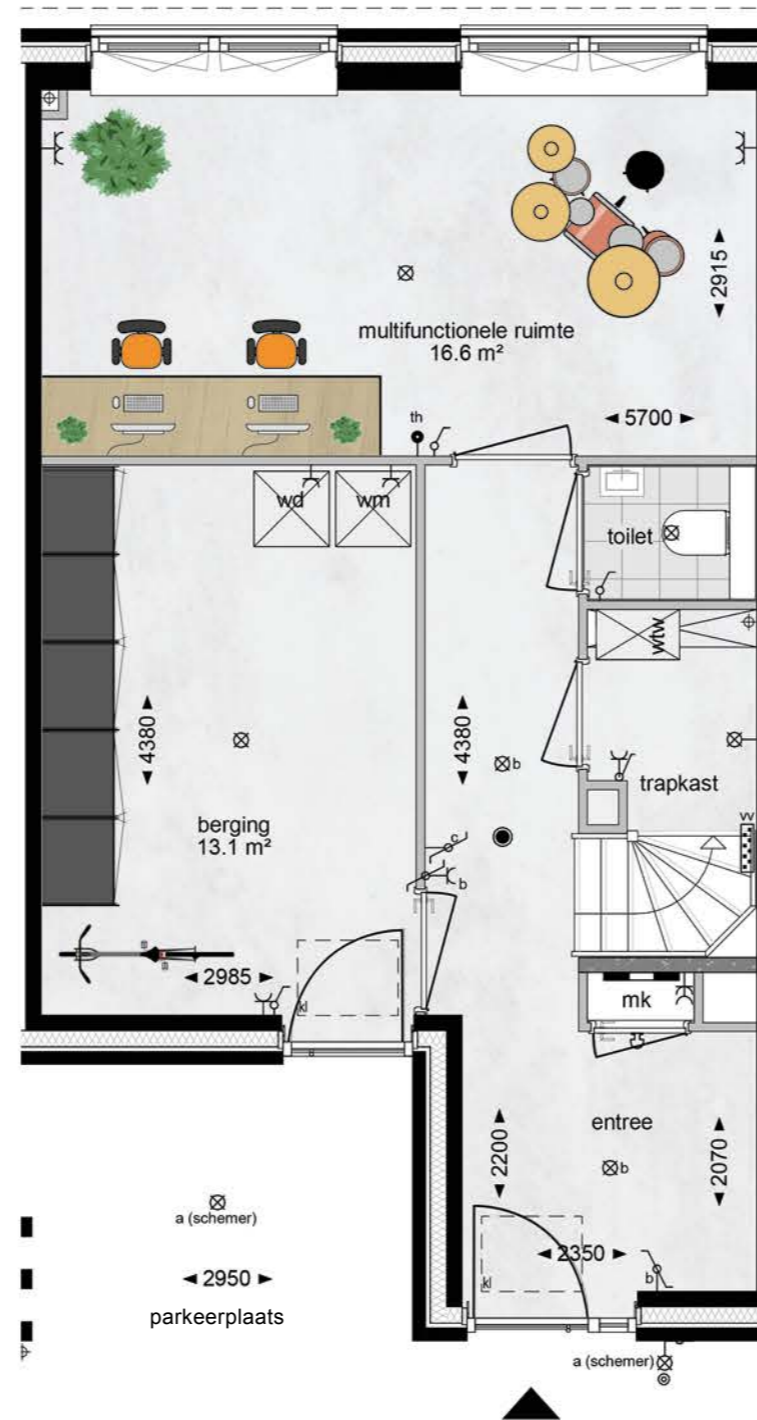 2915
multifunctionele ruimte
16.6 m²
5700
th
wd
wm
toilet
wtw
4380
4380
b
trapkast
berging
13.1 m²
c
b
vv
2985
kl
mk
entree
2200
2070
b
a (schemer)
2350
kl
b
2950
parkeerplaats
a (schemer)